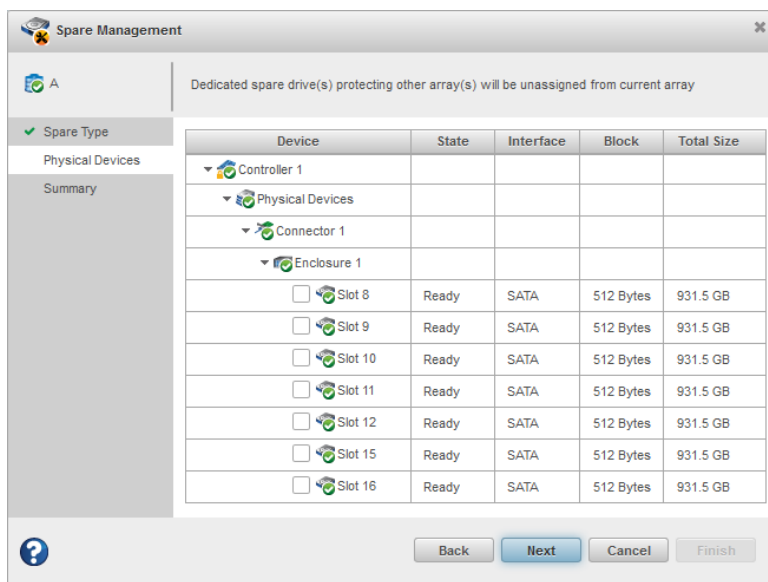 Spare Management
A
Dedicated spare drive(s) protecting other array(s) will be unassigned from current array
Spare Type
Physical Devices
Summary
Device State Interface Block Total Size
Controller 1
Physical Devices
Connector 1
Enclosure 1
Slot 8 Ready SATA 512 Bytes 931.5 GB
Slot 9 Ready SATA 512 Bytes 931.5 GB
Slot 10 Ready SATA 512 Bytes 931.5 GB
Slot 11 Ready SATA 512 Bytes 931.5 GB
Slot 12 Ready SATA 512 Bytes 931.5 GB
Slot 15 Ready SATA 512 Bytes 931.5 GB
Slot 16 Ready SATA 512 Bytes 931.5 GB
? Back Next Cancel Finish